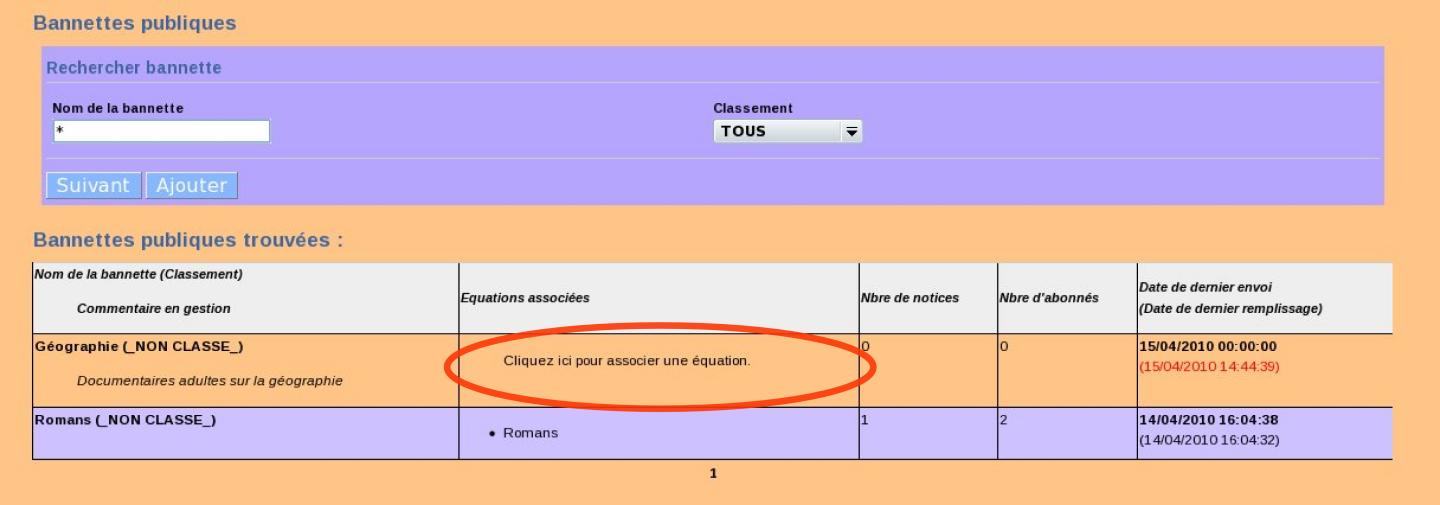 Bannettes publiques
Rechercher bannette
Nom de la bannette
Classement
*
TOUS
Suivant
Ajouter
Bannettes publiques trouvées :
Nom de la bannette (Classement)
Commentaire en gestion
Equations associées
Nbre de notices
Nbre d'abonnés
Date de dernier envoi
(Date de dernier remplissage)
Géographie (_NON CLASSE_)
Documentaires adultes sur la géographie
Cliquez ici pour associer une équation.
0
0
15/04/2010 00:00:00
(15/04/2010 14:44:39)
Romans (_NON CLASSE_)
• Romans
1
2
14/04/2010 16:04:38
(14/04/2010 16:04:32)
1